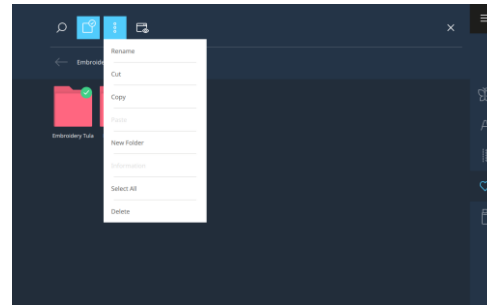 Embroide
Rename
Cut
Copy
Paste
New Folder
Information
Select All
Delete
Embroidery Tula